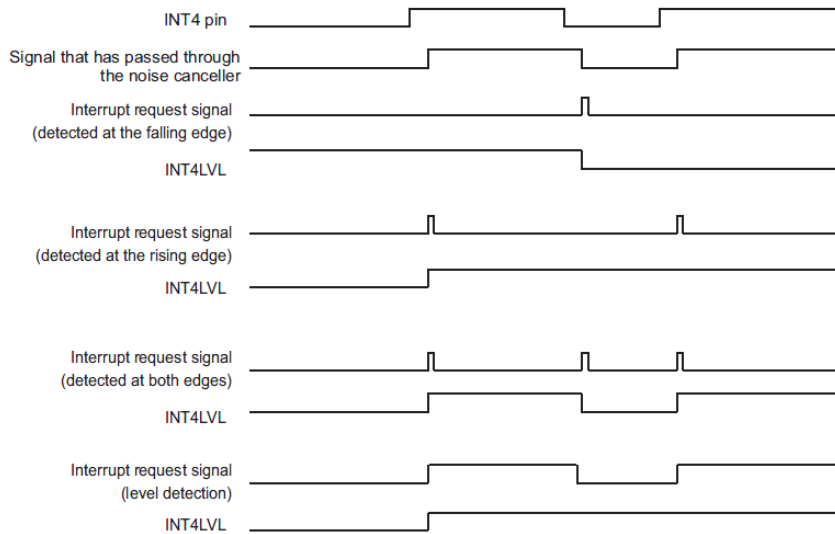 INT4 pin
Signal that has passed through
the noise canceller
Interrupt request signal
(detected at the falling edge)
INT4LVL
Interrupt request signal
(detected at the rising edge)
INT4LVL
Interrupt request signal
(detected at both edges)
INT4LVL
Interrupt request signal
(level detection)
INT4LVL